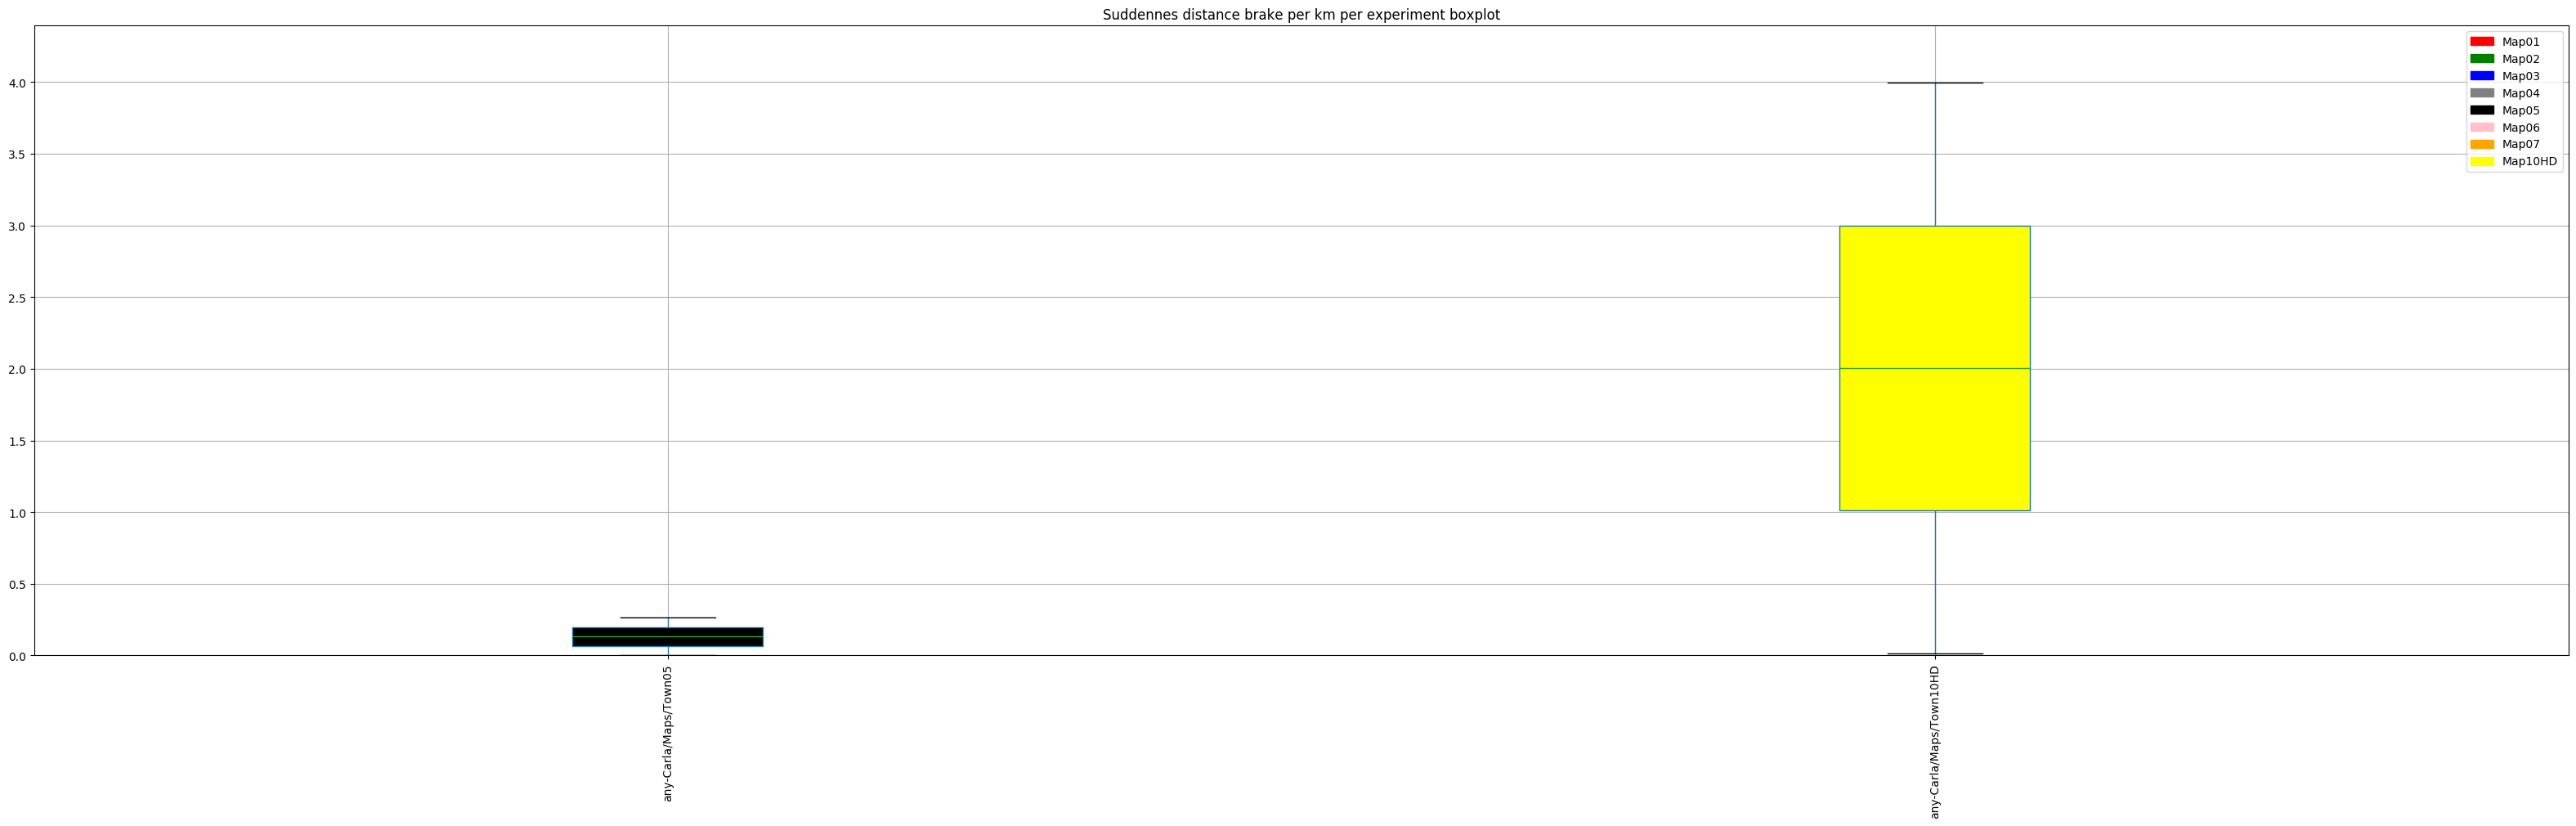 Suddennes distance brake per km per experiment boxplot
4.0
3.5
3.0
2.5
2.0
1.5
1.0
0.5
0.0
Map01
Map02
Map03
Map04
Map05
Map06
Map07
Map10HD
any-Carla/Maps/Town05
any-Carla/Maps/Town10HD